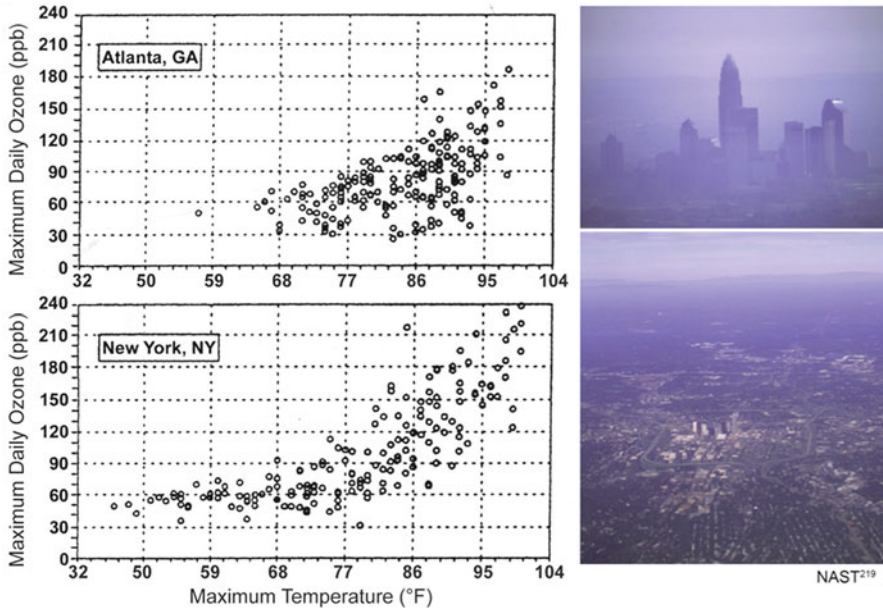 Maximum Daily Ozone (ppb)
240
210
180
150
120
90
60
30
0
Atlanta, GA
32 50 59 68 77 86 95 104
Maximum Daily Ozone (ppb)
240
210
180
150
120
90
60
30
0
New York, NY
32 50 59 68 77 86 95 104
Maximum Temperature (°F)
NAST219